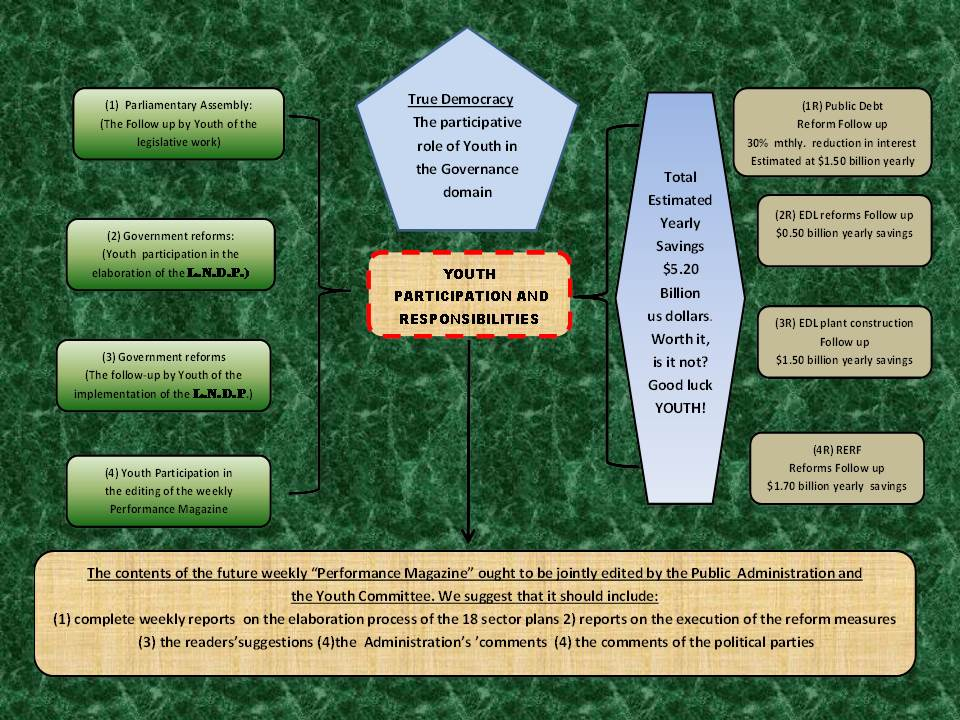 True Democracy
The participative
role of Youth in
the Governance
domain
(1) Parliamentary Assembly:
(The Follow up by Youth of the
legislative work)
(2) Government reforms:
(Youth participation in the
elaboration of the L.N.D.P.)
(3) Government reforms
(The follow-up by Youth of the
implementation of the L.N.D.P.)
(4) Youth Participation in
the editing of the weekly
Performance Magazine
YOUTH
PARTICIPATION AND
RESPONSIBILITIES
Total
Estimated
Yearly
Savings
$5.20
Billion
us dollars.
Worth it,
is it not?
Good luck
YOUTH!
(1R) Public Debt
Reform Follow up
30% mthly. reduction in interest
Estimated at $1.50 billion yearly
(2R) EDL reforms Follow up
$0.50 billion yearly savings
(3R) EDL plant construction
Follow up
$1.50 billion yearly savings
(4R) RERF
Reforms Follow up
$1.70 billion yearly savings
The contents of the future weekly “Performance Magazine” ought to be jointly edited by the Public Administration and
the Youth Committee. We suggest that it should include:
(1) complete weekly reports on the elaboration process of the 18 sector plans 2) reports on the execution of the reform measures
(3) the readers’suggestions (4)the Administration’s ’comments (4) the comments of the political parties